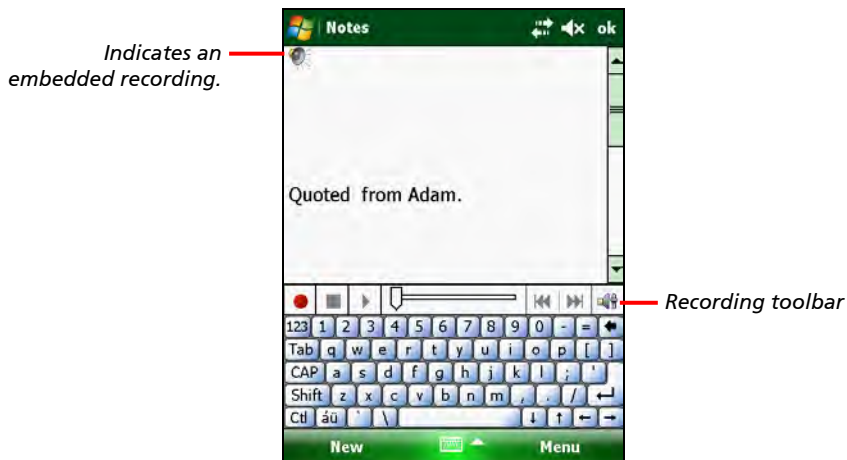 Notes ok
Indicates an
embedded recording.
Quoted from Adam.
Recording toolbar
123 1 2 3 4 5 6 7 8 9 0 - =
Tab q w e r t y u i o p [ ]
CAP a s d f g h j k l ; '
Shift z x c v b n m , . /
Ctl áü ` \
New Menu